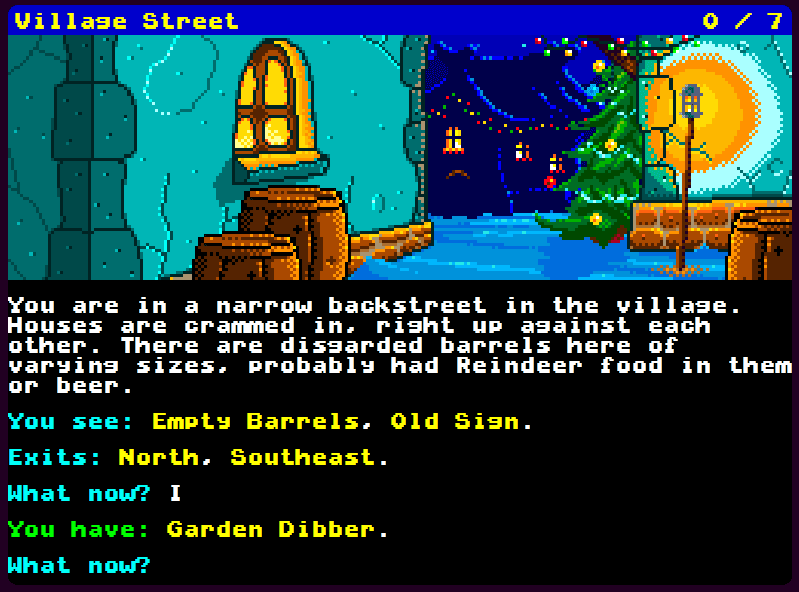 Village Street 0 / 7
You are in a narrow backstreet in the village.
Houses are crammed in, right up against each
other. There are disgarded barrels here of
varying sizes, probably had Reindeer food in them
or beer.
You see: Empty Barrels, Old Sign.
Exits: North, Southeast.
What now? I
You have: Garden Dibber.
What now?